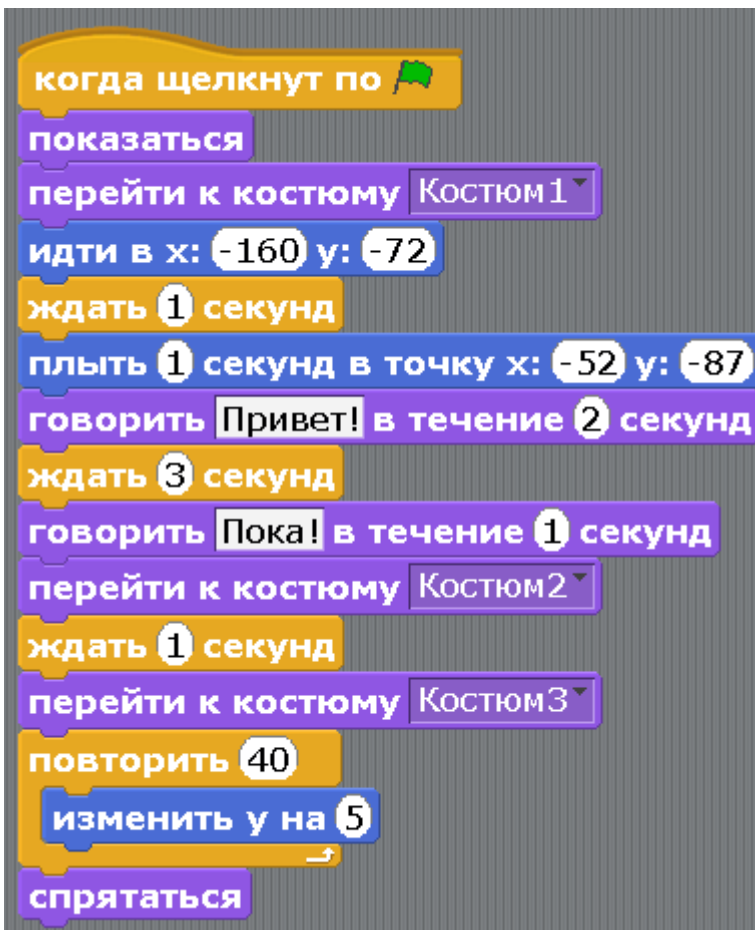 когда щелкнут по
показаться
перейти к костюму Костюм1
идти в x: -160 y: -72
ждать 1 секунд
плыть 1 секунд в точку x: -52 y: -87
говорить Привет! в течение 2 секунд
ждать 3 секунд
говорить Пока! в течение 1 секунд
перейти к костюму Костюм2
ждать 1 секунд
перейти к костюму Костюм3
повторить 40
изменить y на 5
спрятаться